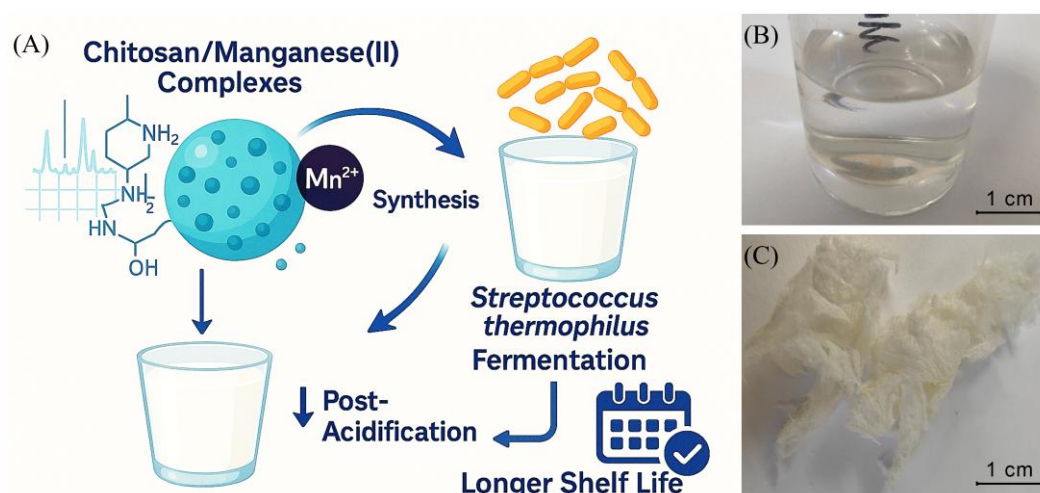 (A)
Chitosan/Manganese(II)
Complexes
NH₂
NH₂
HN
OH
Mn²⁺
Synthesis
Streptococcus
thermophilus
Fermentation
↓ Post-
Acidification
Longer Shelf Life
(B)
1 cm
(C)
1 cm